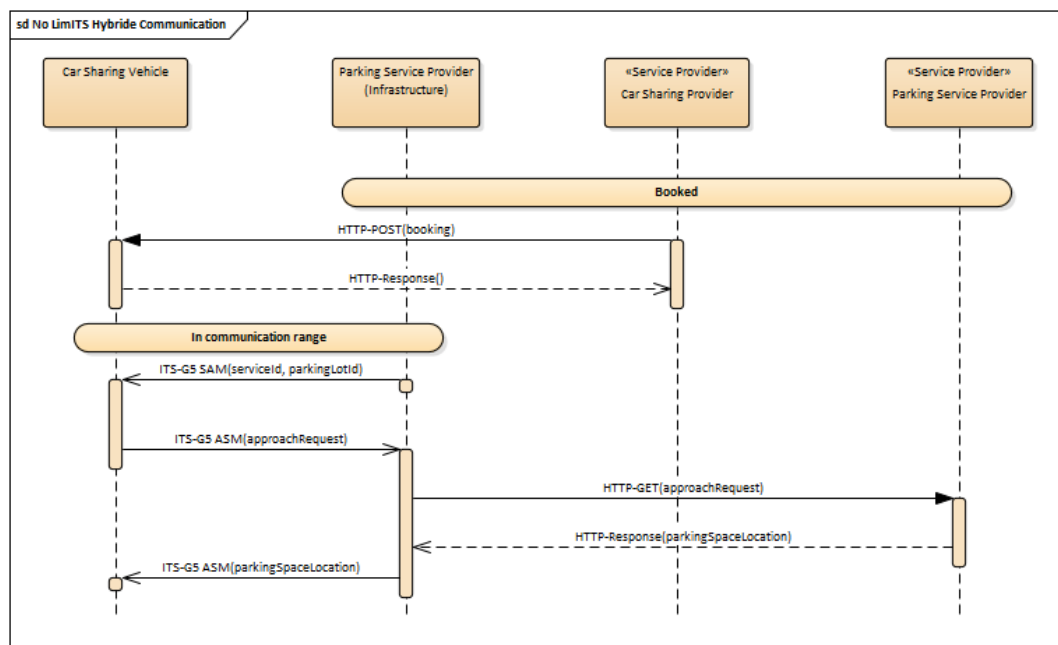 sd No LimITS Hybride Communication
Car Sharing Vehicle
Parking Service Provider
(Infrastructure)
«Service Provider»
Car Sharing Provider
«Service Provider»
Parking Service Provider
Booked
HTTP-POST(booking)
HTTP-Response()
In communication range
ITS-G5 SAM(serviceId, parkingLotId)
ITS-G5 ASM(approachRequest)
HTTP-GET(approachRequest)
HTTP-Response(parkingSpaceLocation)
ITS-G5 ASM(parkingSpaceLocation)